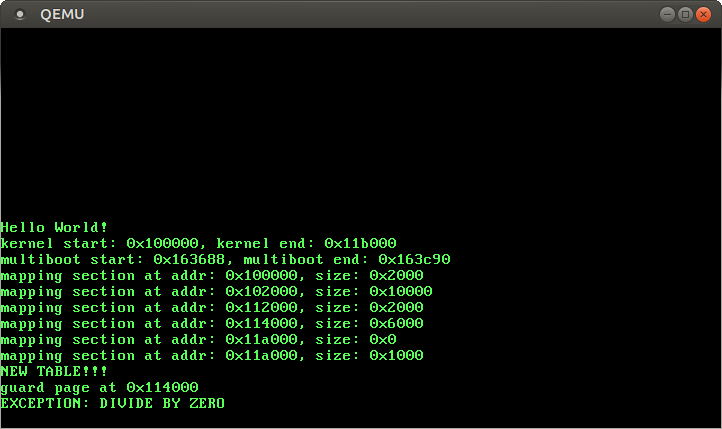 QEMU
Hello World!
kernel start: 0x100000, kernel end: 0x11b000
multiboot start: 0x163688, multiboot end: 0x163c90
mapping section at addr: 0x100000, size: 0x2000
mapping section at addr: 0x102000, size: 0x10000
mapping section at addr: 0x112000, size: 0x2000
mapping section at addr: 0x114000, size: 0x6000
mapping section at addr: 0x11a000, size: 0x0
mapping section at addr: 0x11a000, size: 0x1000
NEW TABLE!!!
guard page at 0x114000
EXCEPTION: DIVIDE BY ZERO